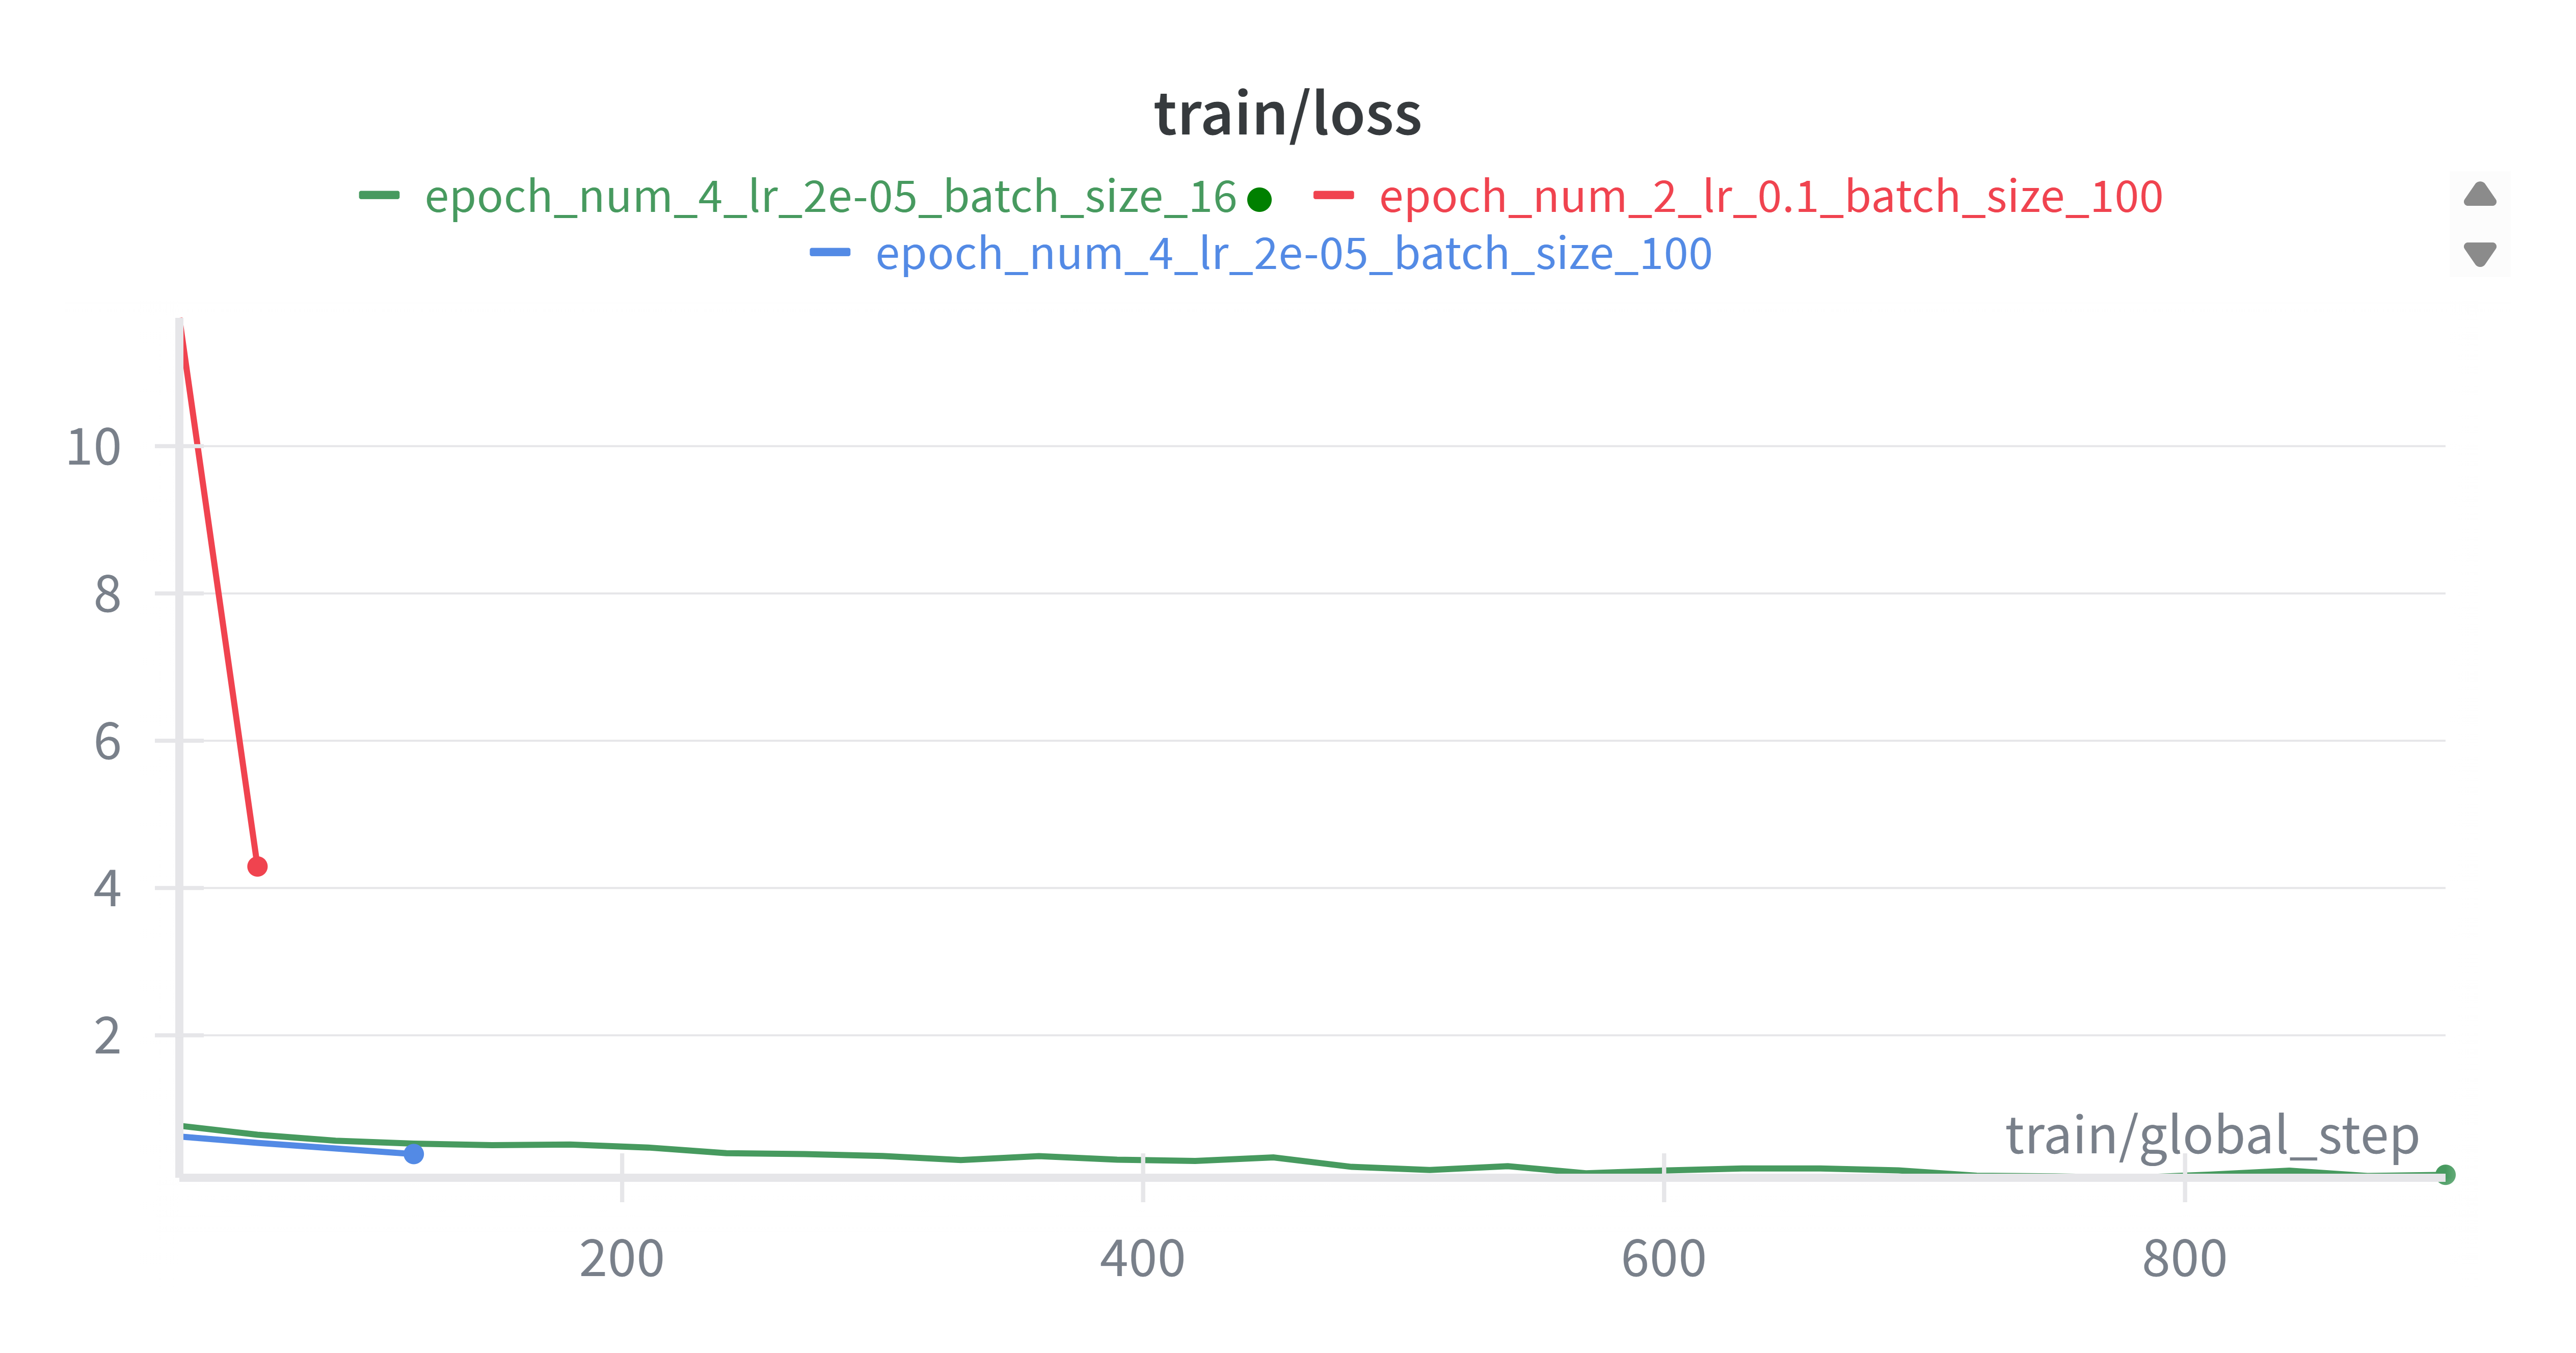 train/loss
epoch_num_4_lr_2e-05_batch_size_16 epoch_num_2_lr_0.1_batch_size_100
epoch_num_4_lr_2e-05_batch_size_100
10
8
6
4
2
train/global_step
200 400 600 800